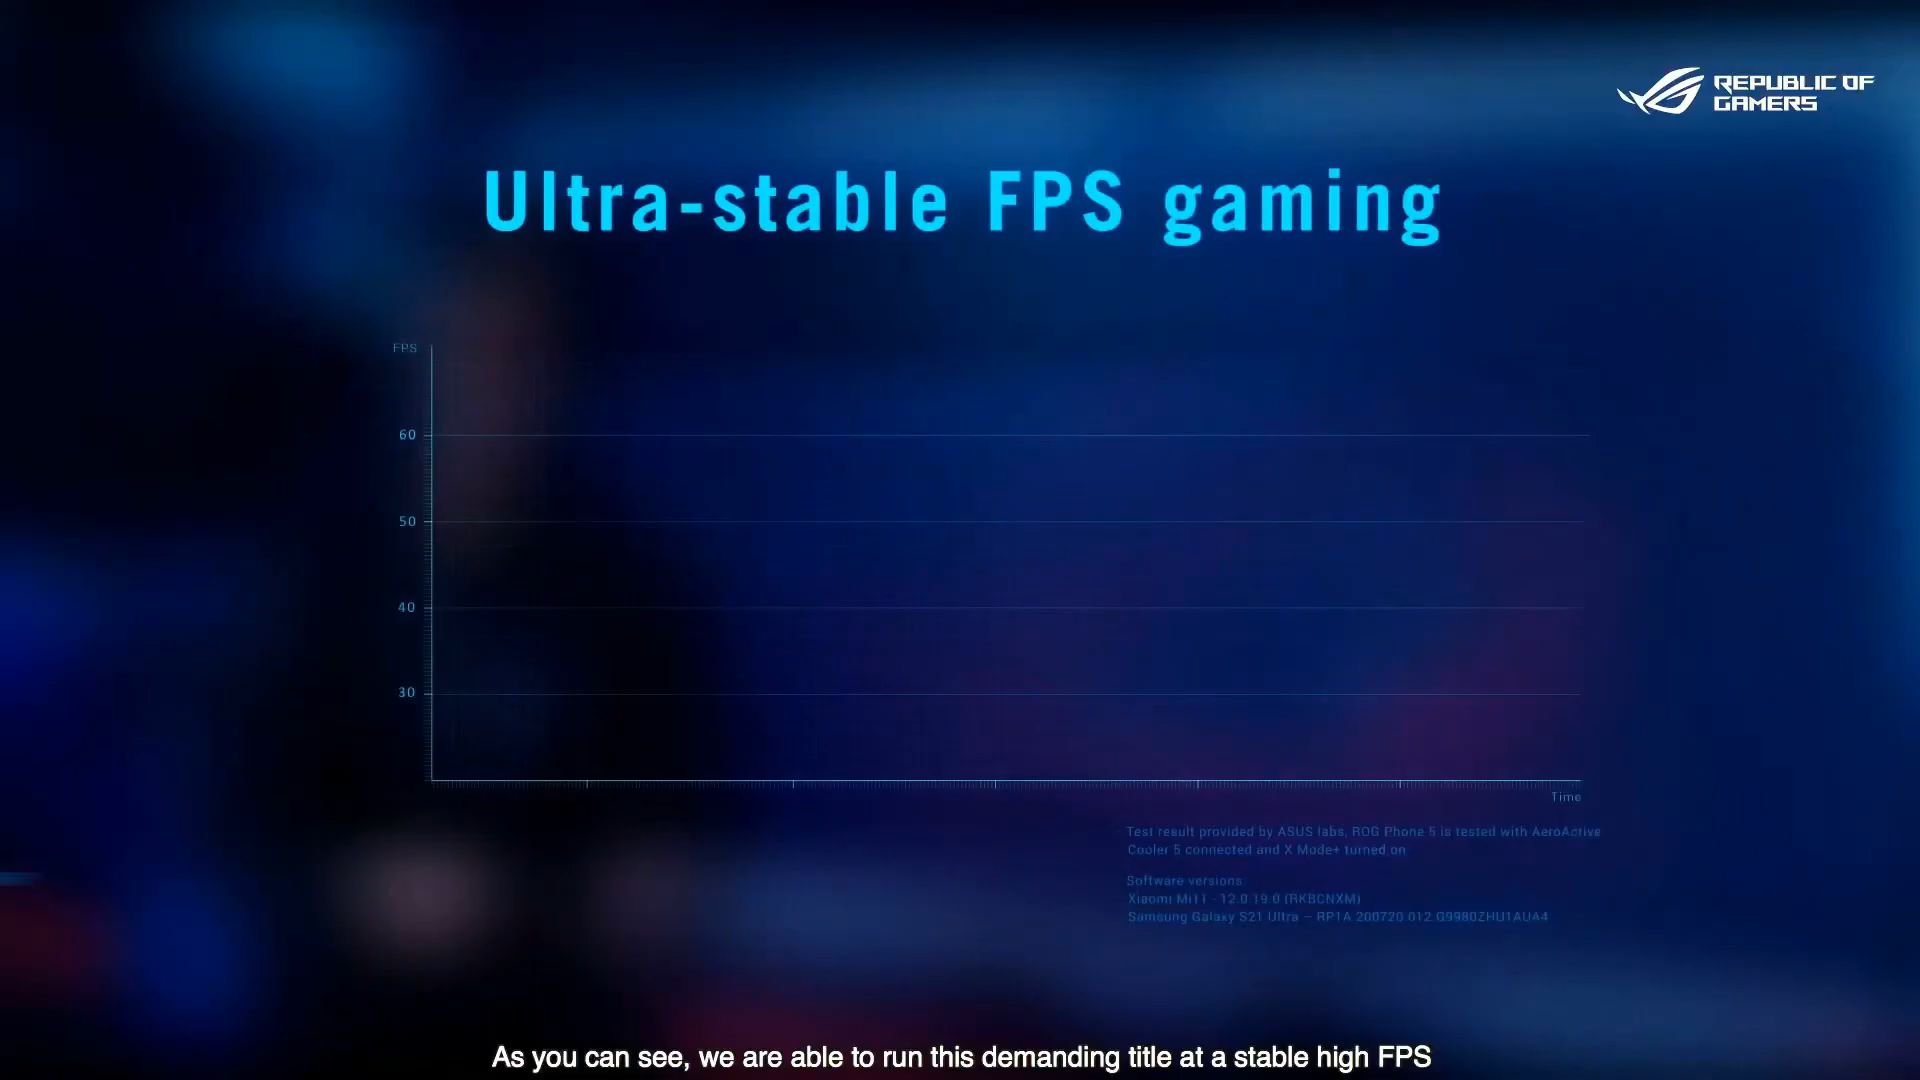 REPUBLIC OF
GAMERS
Ultra-stable FPS gaming
FPS
60
50
40
30
Time
Test result provided by ASUS labs, ROG Phone 5 is tested with AeroActive
Cooler 5 connected and X Mode+ turned on
Software versions:
Xiaomi Mi11 - 12.0.19.0 (RKBCNXM)
Samsung Galaxy S21 Ultra – RP1A.200720.012.G9980ZHU1AUA4
As you can see, we are able to run this demanding title at a stable high FPS